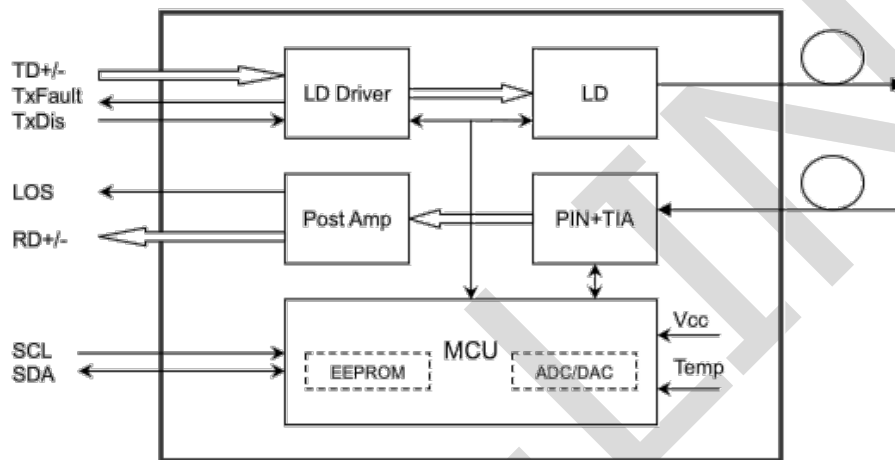 TD+/-
TxFault
TxDis
LD Driver
LD
LOS
RD+/-
Post Amp
PIN+TIA
SCL
SDA
MCU
EEPROM
ADC/DAC
Vcc
Temp